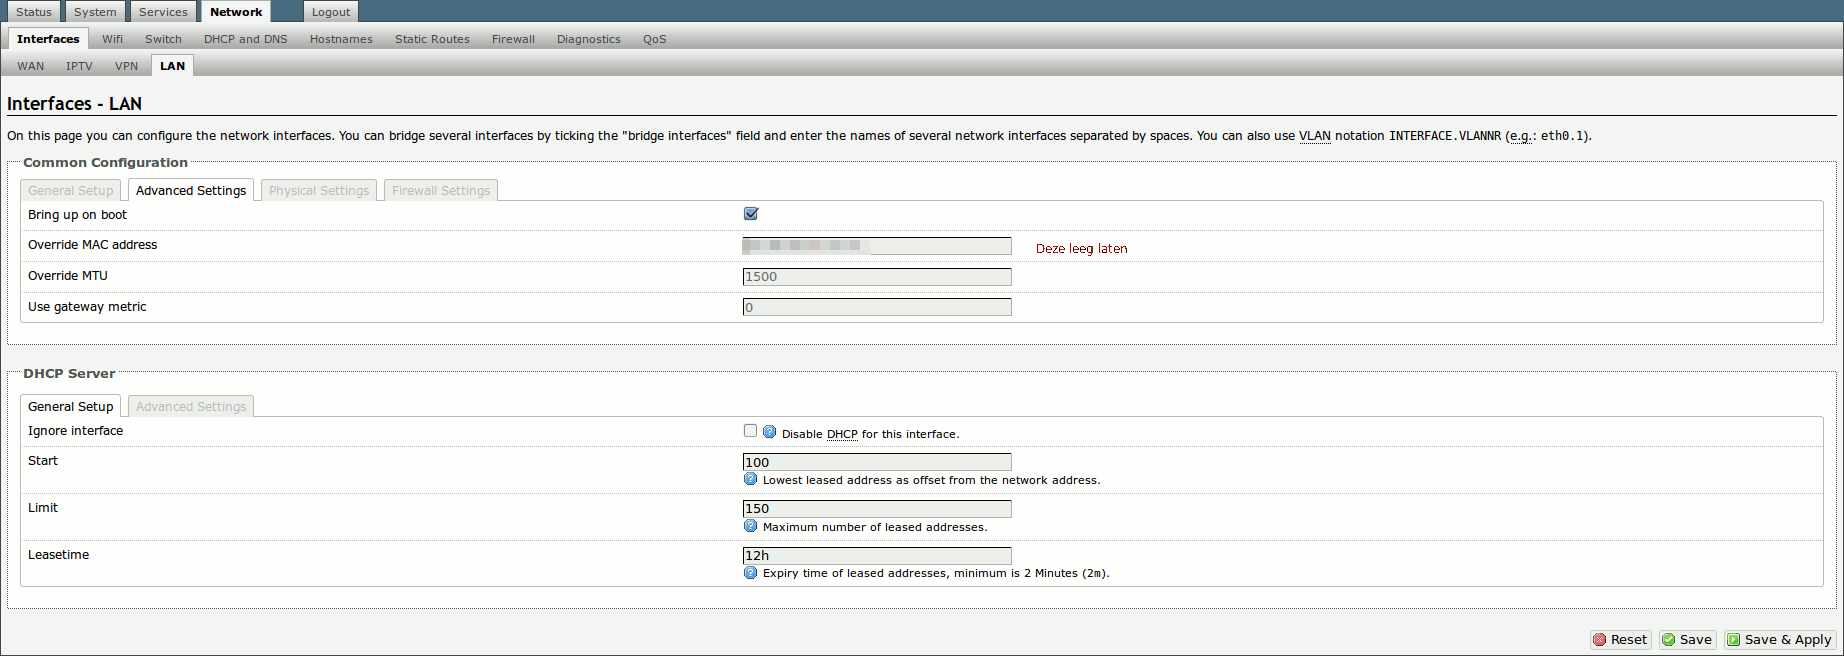 Status System Services Network Logout
Interfaces Wifi Switch DHCP and DNS Hostnames Static Routes Firewall Diagnostics QoS
WAN IPTV VPN LAN
Interfaces - LAN
On this page you can configure the network interfaces. You can bridge several interfaces by ticking the "bridge interfaces" field and enter the names of several network interfaces separated by spaces. You can also use VLAN notation INTERFACE.VLANNR (e.g.: eth0.1).
Common Configuration
General Setup Advanced Settings Physical Settings Firewall Settings
Bring up on boot
Override MAC address Deze leeg laten
Override MTU 1500
Use gateway metric 0
DHCP Server
General Setup Advanced Settings
Ignore interface Disable DHCP for this interface.
Start 100
Lowest leased address as offset from the network address.
Limit 150
Maximum number of leased addresses.
Leasetime 12h
Expiry time of leased addresses, minimum is 2 Minutes (2m).
Reset Save Save & Apply